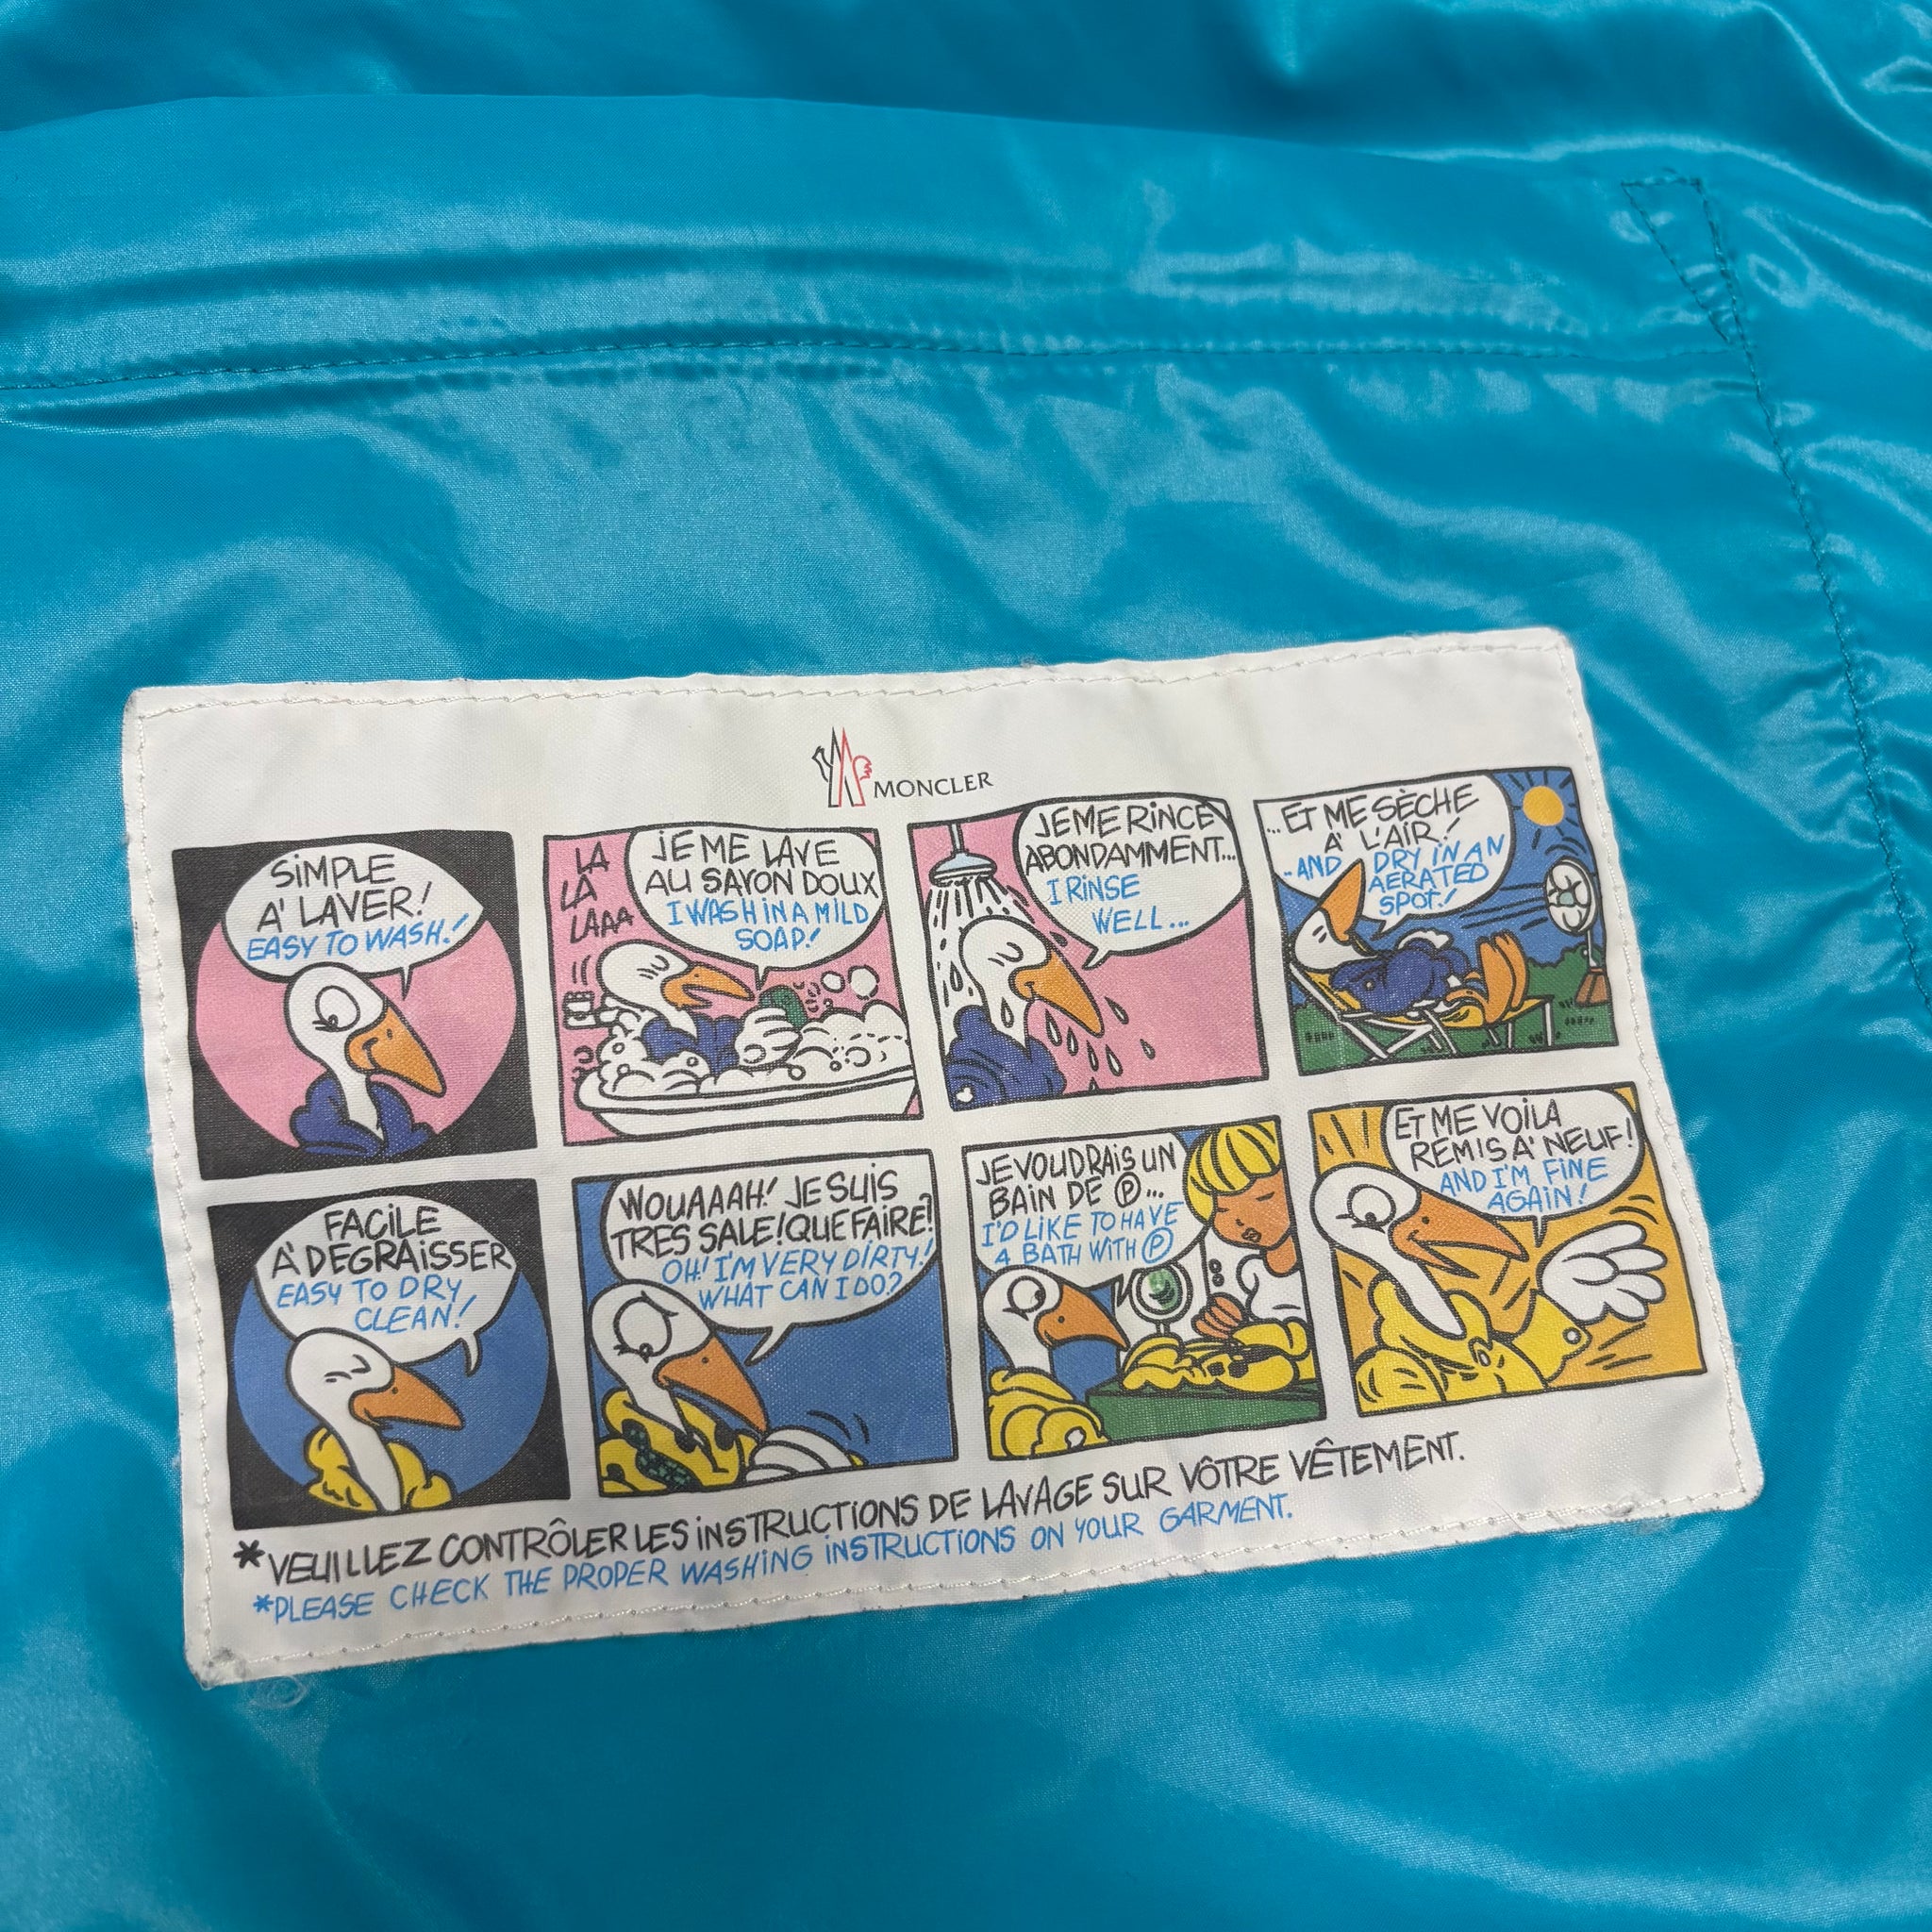 MONCLER
SiMPLE
A' LAVER!
EASY TO WASH!
LA
LÀ
LAAA
JE ME LAVE
AU SAVON DOUX
I WASH iN A MiLD
SOAP!
JE ME RiNCE
ABONDAMMENT...
I RiNSE
WELL...
...ET ME SÈCHE
A' L'AiR!
..AND DRY iN AN
AERATED
SPOT!
FACiLE
A' DEGRAiSSER
EASY TO DRY
CLEAN!
WOUAAAH! JE SUiS
TRES SALE! QUE FAIRE!
OH! I'M VERY DiRTY!
WHAT CAN I DO?
JE VOUDRAiS UN
BAiN DE Ⓟ...
I'D LiKE TO HAVE
A BATH WiTH Ⓟ
ET ME VOiLA
REMiS A' NEUF!
AND I'M FiNE
AGAiN!
*VEUILLEZ CONTRÔLER LES iNSTRUCTiONS DE LAVAGE SUR VÔTRE VÊTEMENT.
*PLEASE CHECK THE PROPER WASHiNG iNSTRUCTiONS ON YOUR GARMENT.